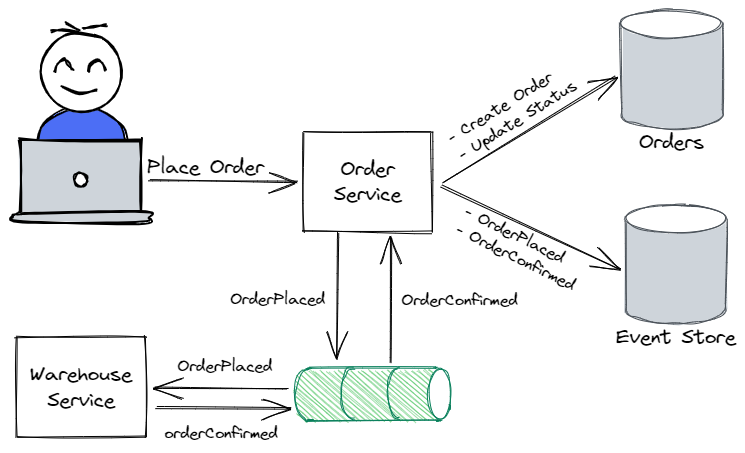 Place Order
Order
Service
- Create Order
- Update Status
Orders
- OrderPlaced
- OrderConfirmed
Event Store
OrderPlaced
OrderConfirmed
Warehouse
Service
OrderPlaced
orderConfirmed